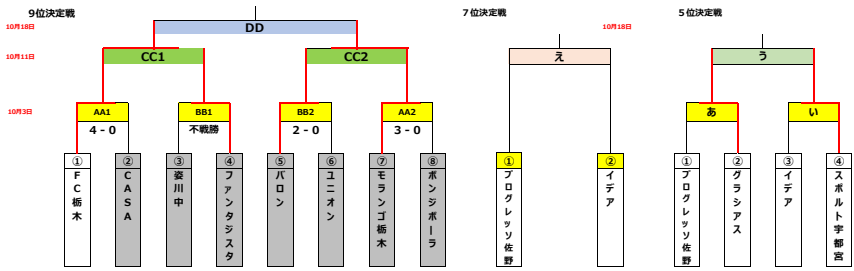 9位決定戦
7位決定戦
5位決定戦
10月18日
DD
10月18日
10月11日
CC1
CC2
え
う
10月3日
AA1
BB1
BB2
AA2
あ
い
4-0
不戦勝
2-0
3-0
①
②
③
④
⑤
⑥
⑦
⑧
①
②
①
②
③
④
FC栃木
CASA
姿川中
ファンタジスタ
バロン
ユニオン
モランゴ栃木
ボンジボーラ
プログレッソ佐野
イデア
プログレッソ佐野
グラシアス
イデア
スポルト宇都宮